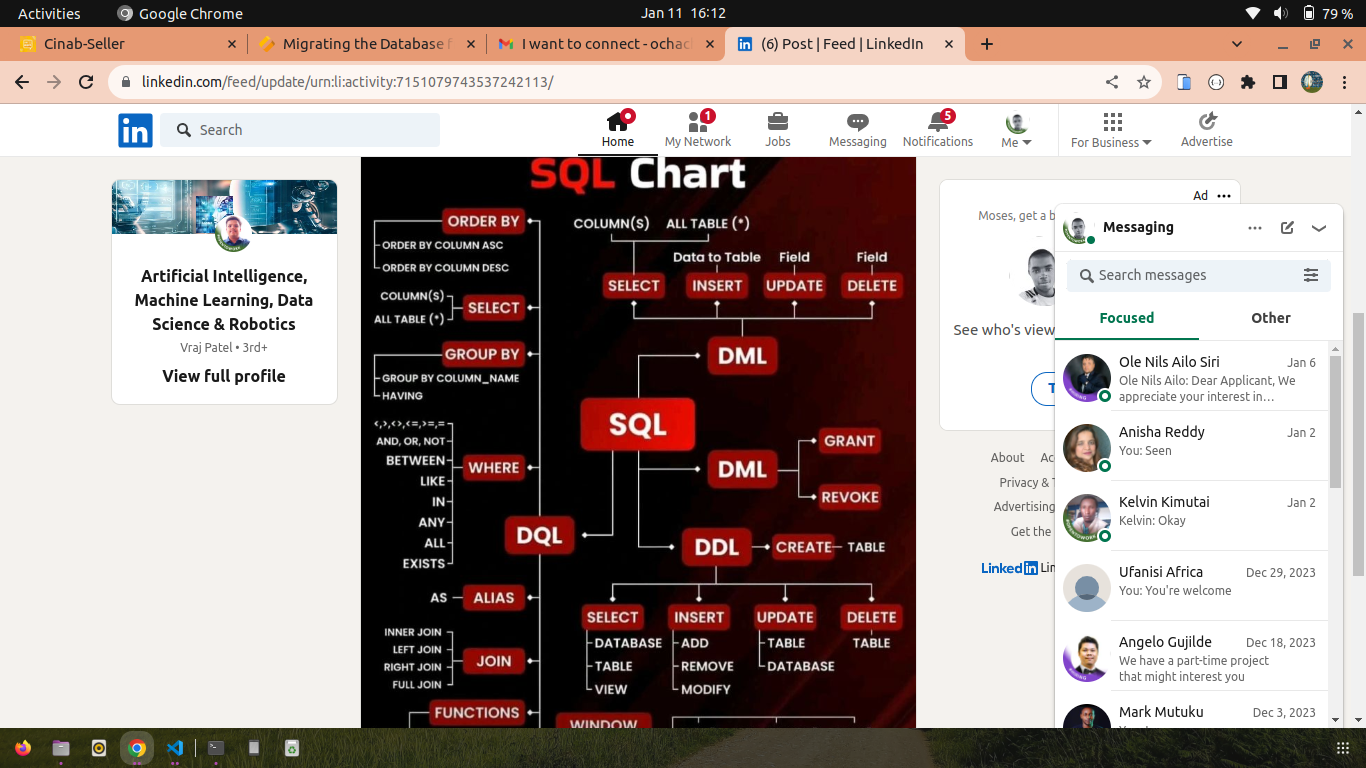 Activities
Google Chrome
Jan 11 16:12
79 %
Cinab-Seller
Migrating the Database
I want to connect - ocha
(6) Post | Feed | LinkedIn
linkedin.com/feed/update/urn:li:activity:7151079743537242113/
in
Search
Home
1
My Network
Jobs
Messaging
5
Notifications
Me
For Business
Advertise
Artificial Intelligence,
Machine Learning, Data
Science & Robotics
Vraj Patel • 3rd+
View full profile
SQL Chart
ORDER BY
ORDER BY COLUMN ASC
ORDER BY COLUMN DESC
COLUMN(S)
ALL TABLE (*)
SELECT
GROUP BY
GROUP BY COLUMN_NAME
HAVING
<,>,<>,<=,>=,=
AND, OR, NOT
BETWEEN
LIKE
IN
ANY
ALL
EXISTS
WHERE
DQL
AS
ALIAS
INNER JOIN
LEFT JOIN
RIGHT JOIN
FULL JOIN
JOIN
FUNCTIONS
COLUMN(S) ALL TABLE (*)
Data to Table Field Field
SELECT INSERT UPDATE DELETE
DML
SQL
DML
GRANT
REVOKE
DDL
CREATE
TABLE
SELECT INSERT UPDATE DELETE
DATABASE ADD TABLE TABLE
TABLE REMOVE DATABASE
VIEW MODIFY
WINDOW
Ad
Moses, get a
See who's view
About
Privacy &
Advertising
Get the
LinkedIn
Messaging
Search messages
Focused
Other
Ole Nils Ailo Siri
Jan 6
Ole Nils Ailo: Dear Applicant, We
appreciate your interest in…
Anisha Reddy
Jan 2
You: Seen
Kelvin Kimutai
Jan 2
Kelvin: Okay
Ufanisi Africa
Dec 29, 2023
You: You're welcome
Angelo Gujilde
Dec 18, 2023
We have a part-time project
that might interest you
Mark Mutuku
Dec 3, 2023